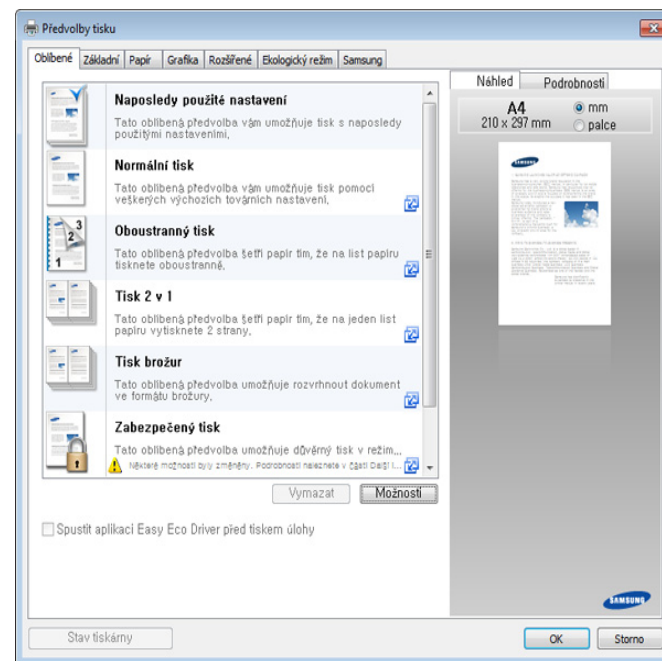 Předvolby tisku
Oblíbené Základní Papír Grafika Rozšířené Ekologický režim Samsung
Naposledy použité nastavení
Tato oblíbená předvolba vám umožňuje tisk s naposledy
použitými nastaveními.
Normální tisk
Tato oblíbená předvolba vám umožňuje tisk pomocí
veškerých výchozích továrních nastavení.
Oboustranný tisk
Tato oblíbená předvolba šetří papír tím, že na list papíru
tisknete oboustranně.
Tisk 2 v 1
Tato oblíbená předvolba šetří papír tím, že na jeden list
papíru vytisknete 2 strany.
Tisk brožur
Tato oblíbená předvolba umožňuje rozvrhnout dokument
ve formátu brožury.
Zabezpečený tisk
Tato oblíbená předvolba umožňuje důvěrný tisk v režim...
Některé možnosti byly změněny. Podrobnosti naleznete v části Další i...
Vymazat Možnosti
Spustit aplikaci Easy Eco Driver před tiskem úlohy
Náhled Podrobnosti
A4
210 x 297 mm
mm
palce
SAMSUNG
Stav tiskárny
OK Storno